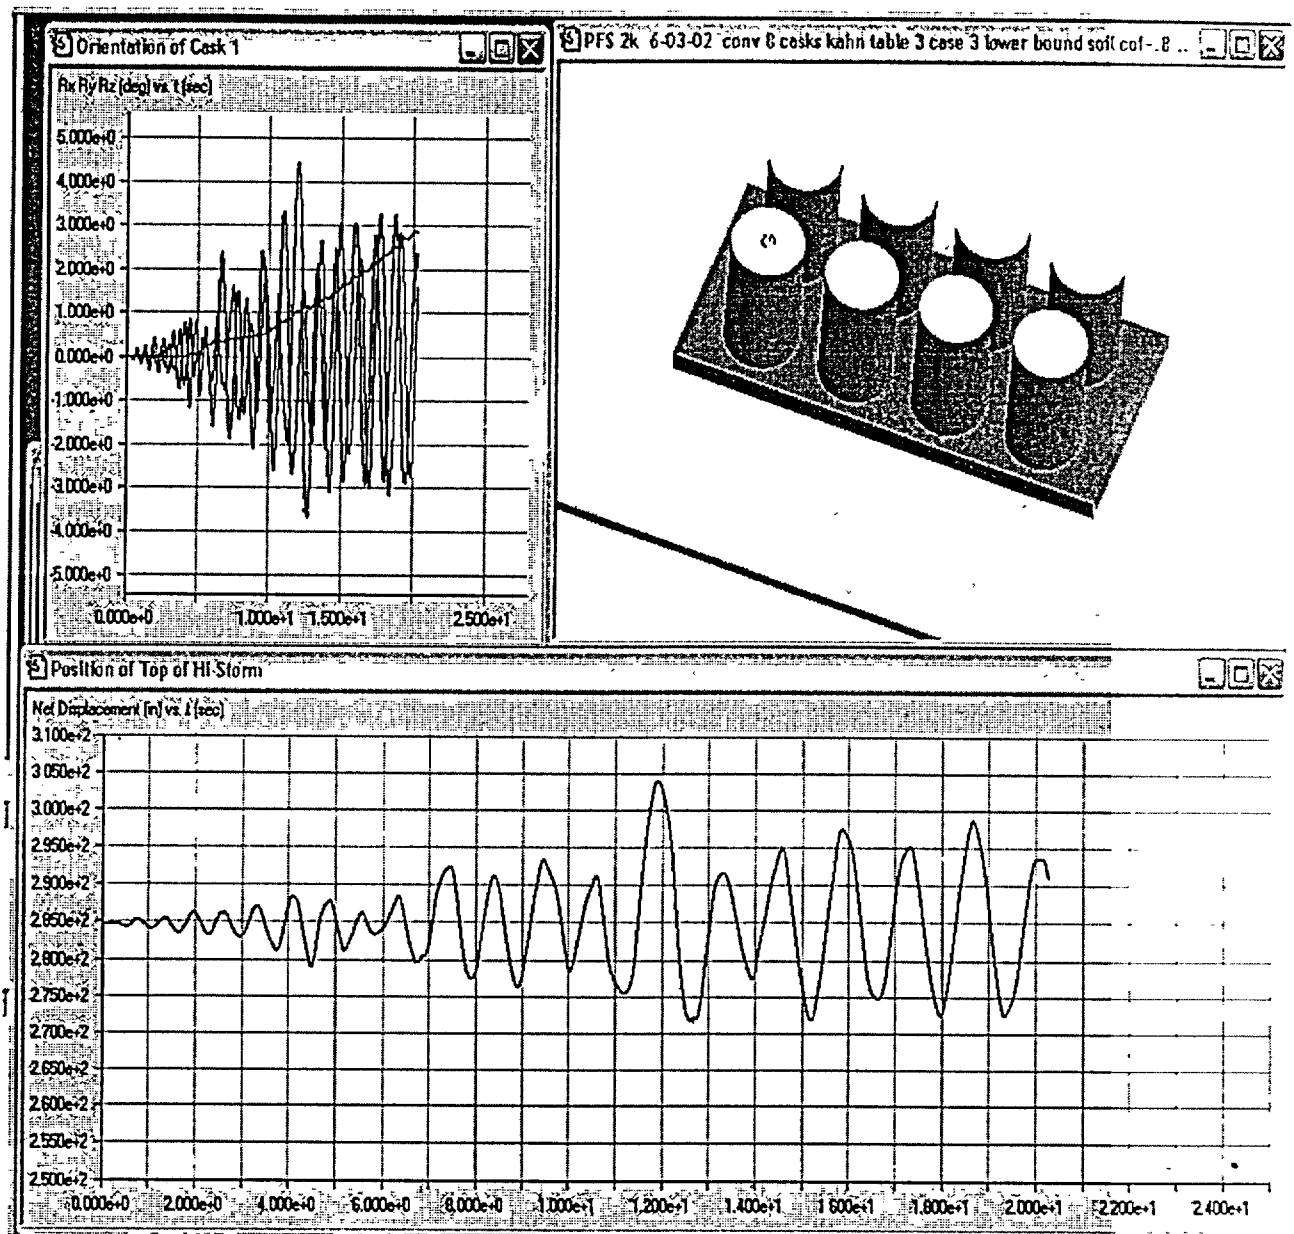 Orientation of Cask 1
PFS 2k 6-03-02 conv 8 casks kahn table 3 case 3 lower bound soil cof-.8 ..
Rx Ry Rz [deg] vs. t [sec]
5.000e+0
4.000e+0
3.000e+0
2.000e+0
1.000e+0
0.000e+0
-1.000e+0
-2.000e+0
-3.000e+0
-4.000e+0
-5.000e+0
0.000e+0 1.000e+1 1.500e+1 2.500e+1
Position of Top of Hi-Storm
Net Displacement [in] vs. t [sec]
3.100e+2
3.050e+2
3.000e+2
2.950e+2
2.900e+2
2.850e+2
2.800e+2
2.750e+2
2.700e+2
2.650e+2
2.600e+2
2.550e+2
2.500e+2
0.000e+0 2.000e+0 4.000e+0 6.000e+0 8.000e+0 1.000e+1 1.200e+1 1.400e+1 1.600e+1 1.800e+1 2.000e+1 2.200e+1 2.400e+1